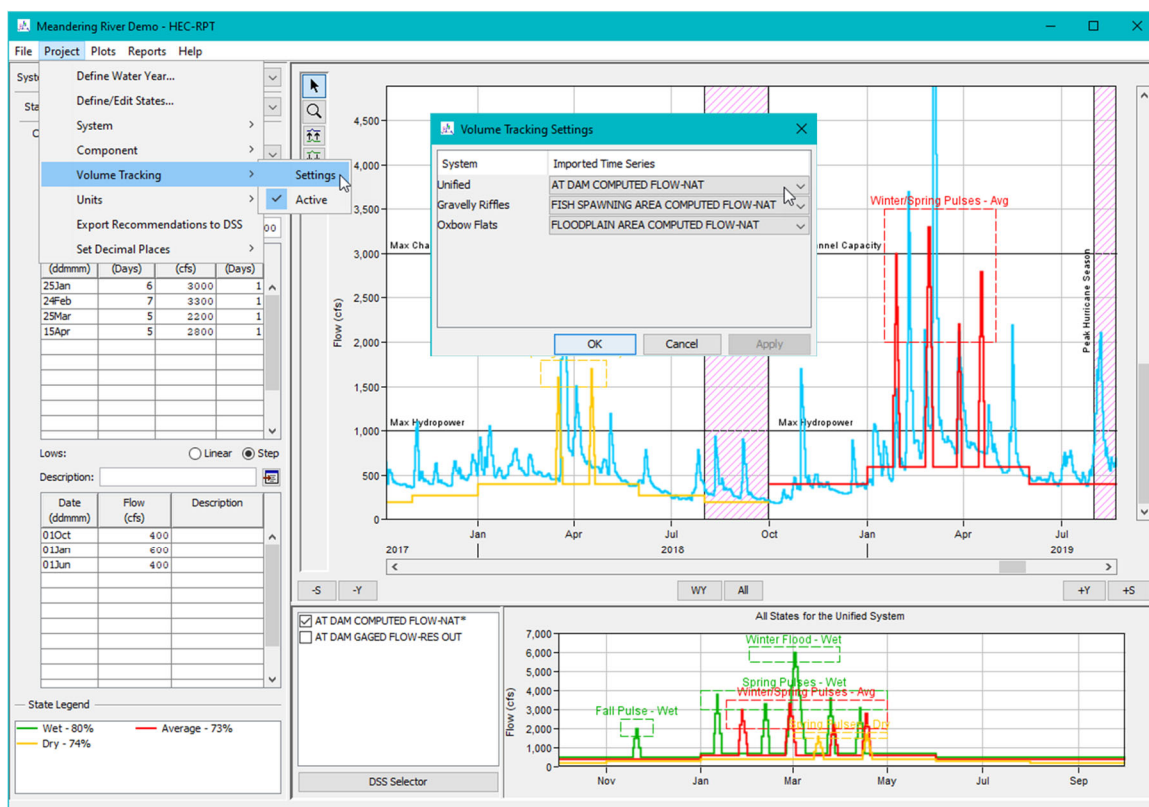 Meandering River Demo - HEC-RPT
File Project Plots Reports Help
Define Water Year...
Define/Edit States...
System
Component
Volume Tracking
Units
Export Recommendations to DSS
Set Decimal Places
Settings
Active
Volume Tracking Settings
System Imported Time Series
Unified AT DAM COMPUTED FLOW-NAT
Gravelly Riffles FISH SPAWNING AREA COMPUTED FLOW-NAT
Oxbow Flats FLOODPLAIN AREA COMPUTED FLOW-NAT
OK Cancel Apply
(ddmmm) (Days) (cfs) (Days)
25Jan 6 3000 1
24Feb 7 3300 1
25Mar 5 2200 1
15Apr 5 2800 1
Lows: Linear Step
Description:
Date Flow Description
(ddmmm) (cfs)
01Oct 400
01Jan 600
01Jun 400
State Legend
Wet - 80% Average - 73%
Dry - 74%
4,500
4,000
3,500
3,000
2,500
2,000
1,500
1,000
500
0
Flow (cfs)
Winter/Spring Pulses - Avg
Peak Hurricane Season
Max Hydropower
Max Hydropower
Jan Apr Jul Oct Jan Apr Jul
2017 2018 2019
-S -Y WY All +Y +S
AT DAM COMPUTED FLOW-NAT*
AT DAM GAGED FLOW-RES OUT
DSS Selector
All States for the Unified System
7,000
6,000
5,000
4,000
3,000
2,000
1,000
0
Flow (cfs)
Winter Flood - Wet
Spring Pulses - Wet
Winter/Spring Pulses - Avg
Fall Pulse - Wet
Nov Jan Mar May Jul Sep